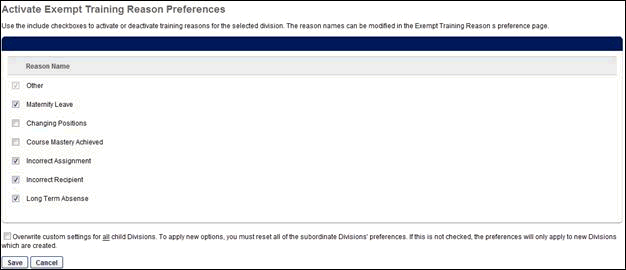 Activate Exempt Training Reason Preferences
Use the include checkboxes to activate or deactivate training reasons for the selected division. The reason names can be modified in the Exempt Training Reason s preference page.
Reason Name
Other
Maternity Leave
Changing Positions
Course Mastery Achieved
Incorrect Assignment
Incorrect Recipient
Long Term Absense
Overwrite custom settings for all child Divisions. To apply new options, you must reset all of the subordinate Divisions' preferences. If this is not checked, the preferences will only apply to new Divisions
which are created.
Save Cancel